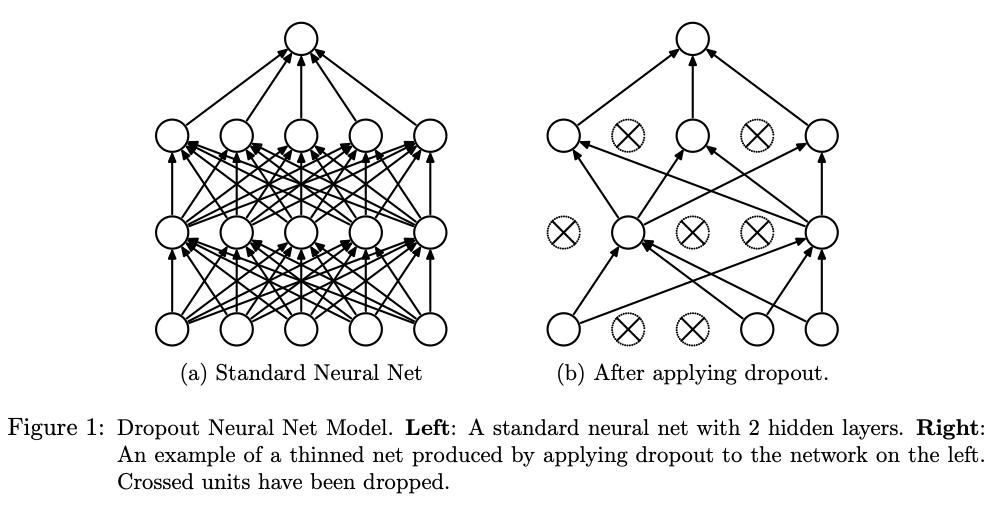 (a) Standard Neural Net
(b) After applying dropout.
Figure 1: Dropout Neural Net Model. Left: A standard neural net with 2 hidden layers. Right:
An example of a thinned net produced by applying dropout to the network on the left.
Crossed units have been dropped.